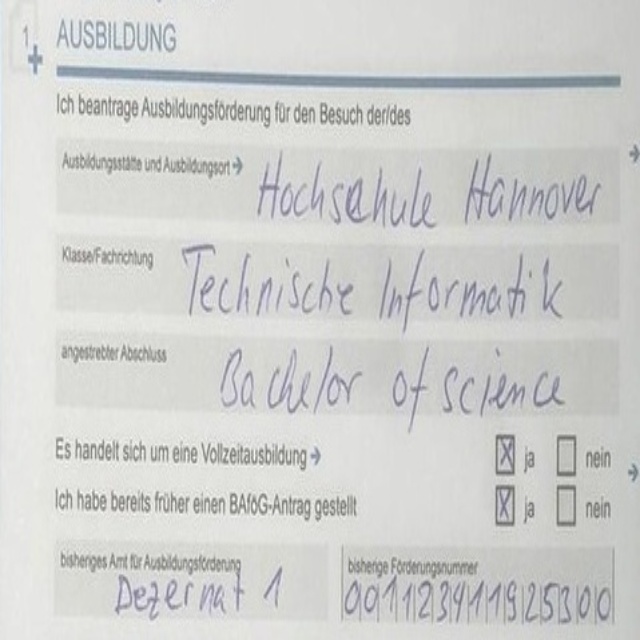 1 AUSBILDUNG
Ich beantrage Ausbildungsförderung für den Besuch der/des
Ausbildungsstätte und Ausbildungsort → Hochschule Hannover
Klasse/Fachrichtung Technische Informatik
angestrebter Abschluss Bachelor of science
Es handelt sich um eine Vollzeitausbildung → ja nein
Ich habe bereits früher einen BAföG-Antrag gestellt ja nein
bisheriges Amt für Ausbildungsförderung bisherige Förderungsnummer
Dezernat 1 001123411925300